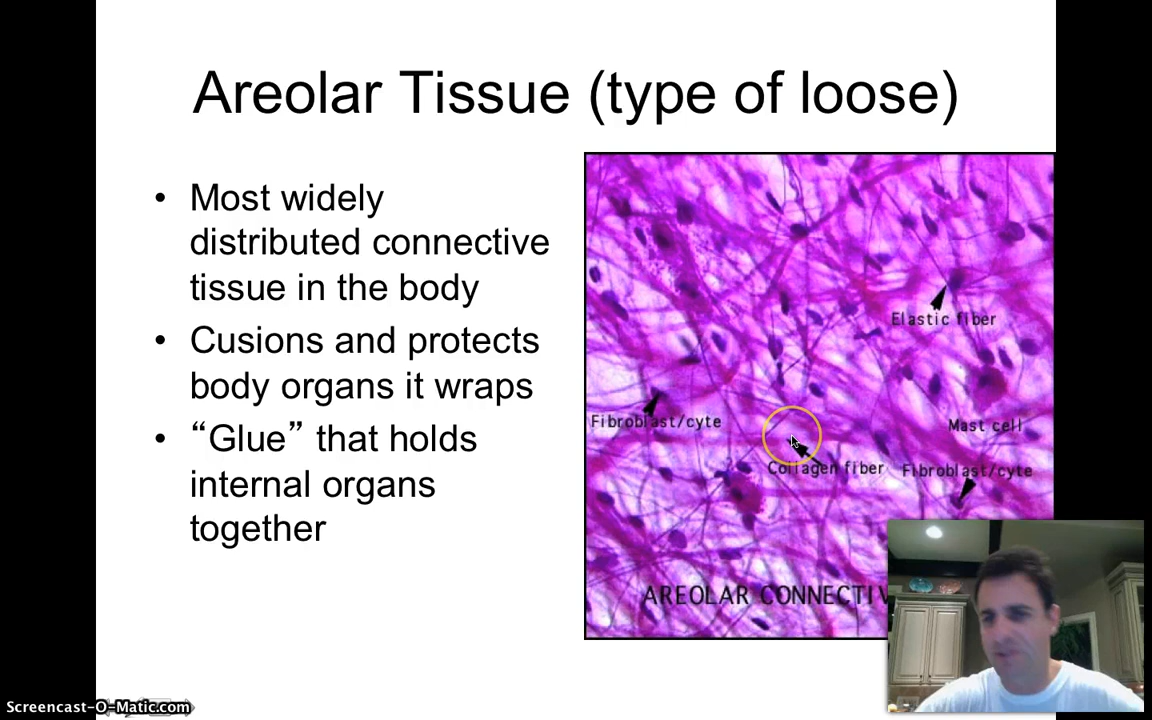 Areolar Tissue (type of loose)
• Most widely
distributed connective
tissue in the body
• Cusions and protects
body organs it wraps
• “Glue” that holds
internal organs
together
Elastic fiber
Fibroblast/cyte
Mast cell
Collagen fiber
Fibroblast/cyte
AREOLAR CONNECTIV
Screencast-O-Matic.com